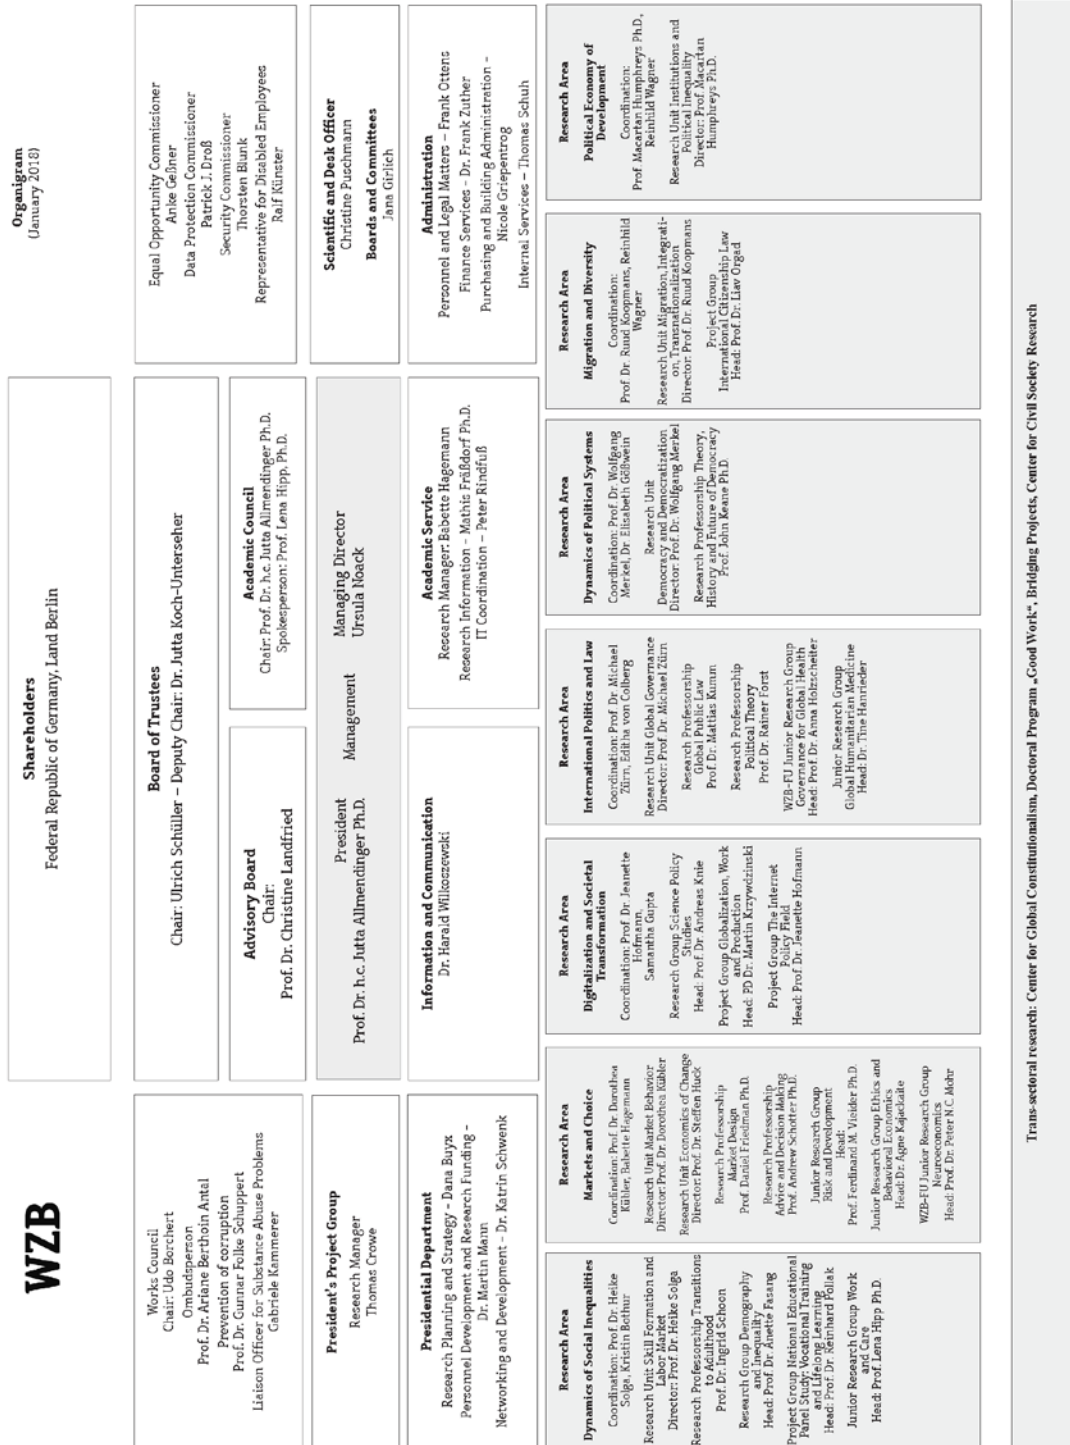 WZB
Organigram
(January 2018)
Shareholders
Federal Republic of Germany, Land Berlin
Works Council
Chair: Udo Borchert
Ombudsperson
Prof. Dr. Ariane Berthoin Antal
Prevention of corruption
Prof. Dr. Gunnar Folke Schuppert
Liaison Officer for Substance Abuse Problems
Gabriele Kammerer
Board of Trustees
Chair: Ulrich Schüller – Deputy Chair: Dr. Jutta Koch-Unterseher
Advisory Board
Chair:
Prof. Dr. Christine Landfried
Academic Council
Chair: Prof. Dr. h.c. Jutta Allmendinger Ph.D.
Spokesperson: Prof. Lena Hipp, Ph.D.
Equal Opportunity Commissioner
Anke Geßner
Data Protection Commissioner
Patrick J. Droß
Security Commissioner
Thorsten Blunk
Representative for Disabled Employees
Ralf Künster
President's Project Group
Research Manager
Thomas Crowe
Management
President
Prof. Dr. h.c. Jutta Allmendinger Ph.D.
Managing Director
Ursula Noack
Scientific and Desk Officer
Christine Puschmann
Boards and Committees
Jana Girlich
Presidential Department
Research Planning and Strategy – Dana Buyx
Personnel Development and Research Funding –
Dr. Martin Mann
Networking and Development – Dr. Katrin Schwenk
Information and Communication
Dr. Harald Wilkoszewski
Academic Service
Research Manager: Babette Hagemann
Research Information – Mathis Fräßdorf Ph.D.
IT Coordination – Peter Rindfuß
Administration
Personnel and Legal Matters – Frank Ottens
Finance Services - Dr. Frank Zuther
Purchasing and Building Administration –
Nicole Griepentrog
Internal Services – Thomas Schuh
Research Area
Dynamics of Social Inequalities
Coordination: Prof. Dr. Heike
Solga, Kristin Bothur
Research Unit Skill Formation and
Labor Market
Director: Prof. Dr. Heike Solga
Research Professorship Transitions
to Adulthood
Prof. Dr. Ingrid Schoon
Research Group Demography
and Inequality
Head: Prof. Dr. Anette Fasang
Project Group National Educational
Panel Study: Vocational Training
and Lifelong Learning
Head: Prof. Dr. Reinhard Pollak
Junior Research Group Work
and Care
Head: Prof. Lena Hipp Ph.D.
Research Area
Markets and Choice
Coordination: Prof. Dr. Dorothea
Kübler, Babette Hagemann
Research Unit Market Behavior
Director: Prof. Dr. Dorothea Kübler
Research Unit Economics of Change
Director: Prof. Dr. Steffen Huck
Research Professorship
Market Design
Prof. Daniel Friedman Ph.D.
Research Professorship
Advice and Decision Making
Prof. Andrew Schotter Ph.D.
Junior Research Group
Risk and Development
Head:
Prof. Ferdinand M. Vieider Ph.D.
Junior Research Group Ethics and
Behavioral Economics
Head: Dr. Agne Kajackaite
WZB-FU Junior Research Group
Neuroeconomics
Head: Prof. Dr. Peter N.C. Mohr
Research Area
Digitalization and Societal
Transformation
Coordination: Prof. Dr. Jeanette
Hofmann,
Samantha Gupta
Research Group Science Policy
Studies
Head: Prof. Dr. Andreas Knie
Project Group Globalization, Work
and Production
Head: PD Dr. Martin Krzywdzinski
Project Group The Internet
Policy Field
Head: Prof. Dr. Jeanette Hofmann
Research Area
International Politics and Law
Coordination: Prof. Dr. Michael
Zürn, Editha von Colberg
Research Unit Global Governance
Director: Prof. Dr. Michael Zürn
Research Professorship
Global Public Law
Prof. Dr. Mattias Kumm
Research Professorship
Political Theory
Prof. Dr. Rainer Forst
WZB-FU Junior Research Group
Governance for Global Health
Head: Prof. Dr. Anna Holzscheiter
Junior Research Group
Global Humanitarian Medicine
Head: Dr. Tine Hanrieder
Research Area
Dynamics of Political Systems
Coordination: Prof. Dr. Wolfgang
Merkel, Dr. Elisabeth Gößwein
Research Unit
Democracy and Democratization
Director: Prof. Dr. Wolfgang Merkel
Research Professorship Theory,
History and Future of Democracy
Prof. John Keane Ph.D.
Research Area
Migration and Diversity
Coordination:
Prof. Dr. Ruud Koopmans, Reinhild
Wagner
Research Unit Migration, Integrati-
on, Transnationalization
Director: Prof. Dr. Ruud Koopmans
Project Group
International Citizenship Law
Head: Prof. Dr. Liav Orgad
Research Area
Political Economy of
Development
Coordination:
Prof. Macartan Humphreys Ph.D.,
Reinhild Wagner
Research Unit Institutions and
Political Inequality
Director: Prof. Macartan
Humphreys Ph.D.
Trans-sectoral research: Center for Global Constitutionalism, Doctoral Program „Good Work“, Bridging Projects, Center for Civil Society Research